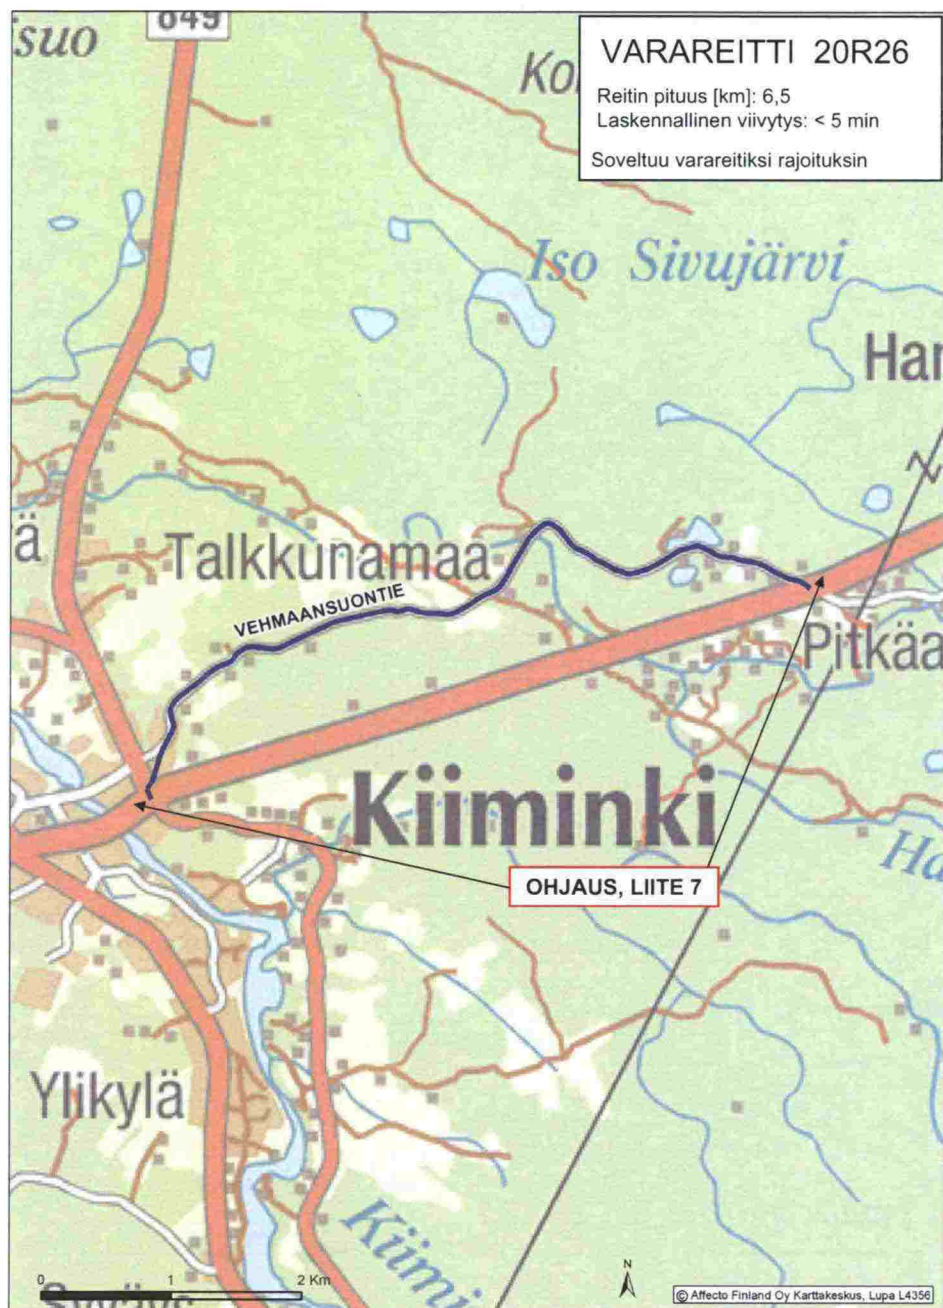 849
VARAREITTI 20R26
Reitin pituus [km]: 6,5
Laskennallinen viivytys: < 5 min
Soveltuu varareitiksi rajoituksin
Iso Sivujärvi
Talkkunamaa
VEHMAANSUONTIE
Kiiminki
OHJAUS, LIITE 7
Ylikylä
0 1 2 Km
N
© Affecto Finland Oy Karttakeskus, Lupa L4356